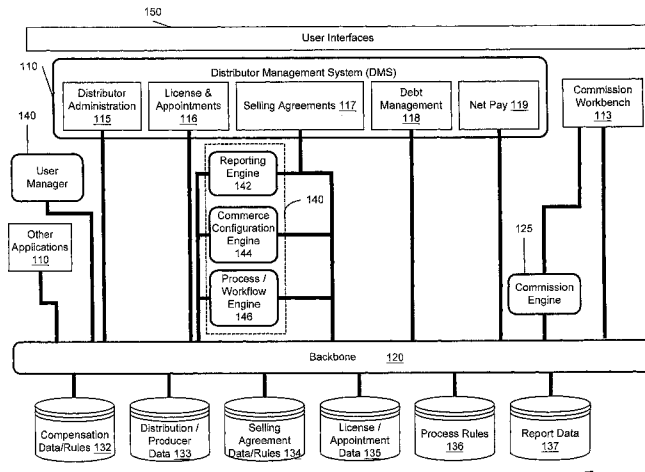 150
User Interfaces
110
Distributor Management System (DMS)
Distributor
Administration
115
License &
Appointments
116
Selling Agreements 117
Debt
Management
118
Net Pay 119
Commission
Workbench
113
140
User
Manager
Other
Applications
110
Reporting
Engine
142
Commerce
Configuration
Engine
144
Process /
Workflow
Engine
146
140
125
Commission
Engine
Backbone 120
Compensation
Data/Rules 132
Distribution /
Producer
Data 133
Selling
Agreement
Data/Rules 134
License /
Appointment
Data 135
Process Rules
136
Report Data
137